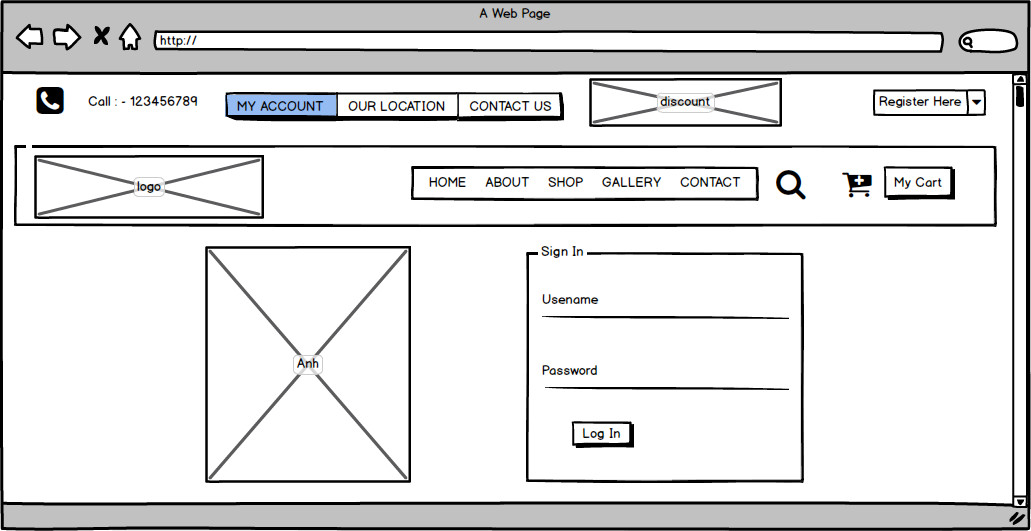 A Web Page
http://
Call : - 123456789
MY ACCOUNT OUR LOCATION CONTACT US
discount
Register Here
logo
HOME ABOUT SHOP GALLERY CONTACT
My Cart
Anh
Sign In
Usename
Password
Log In